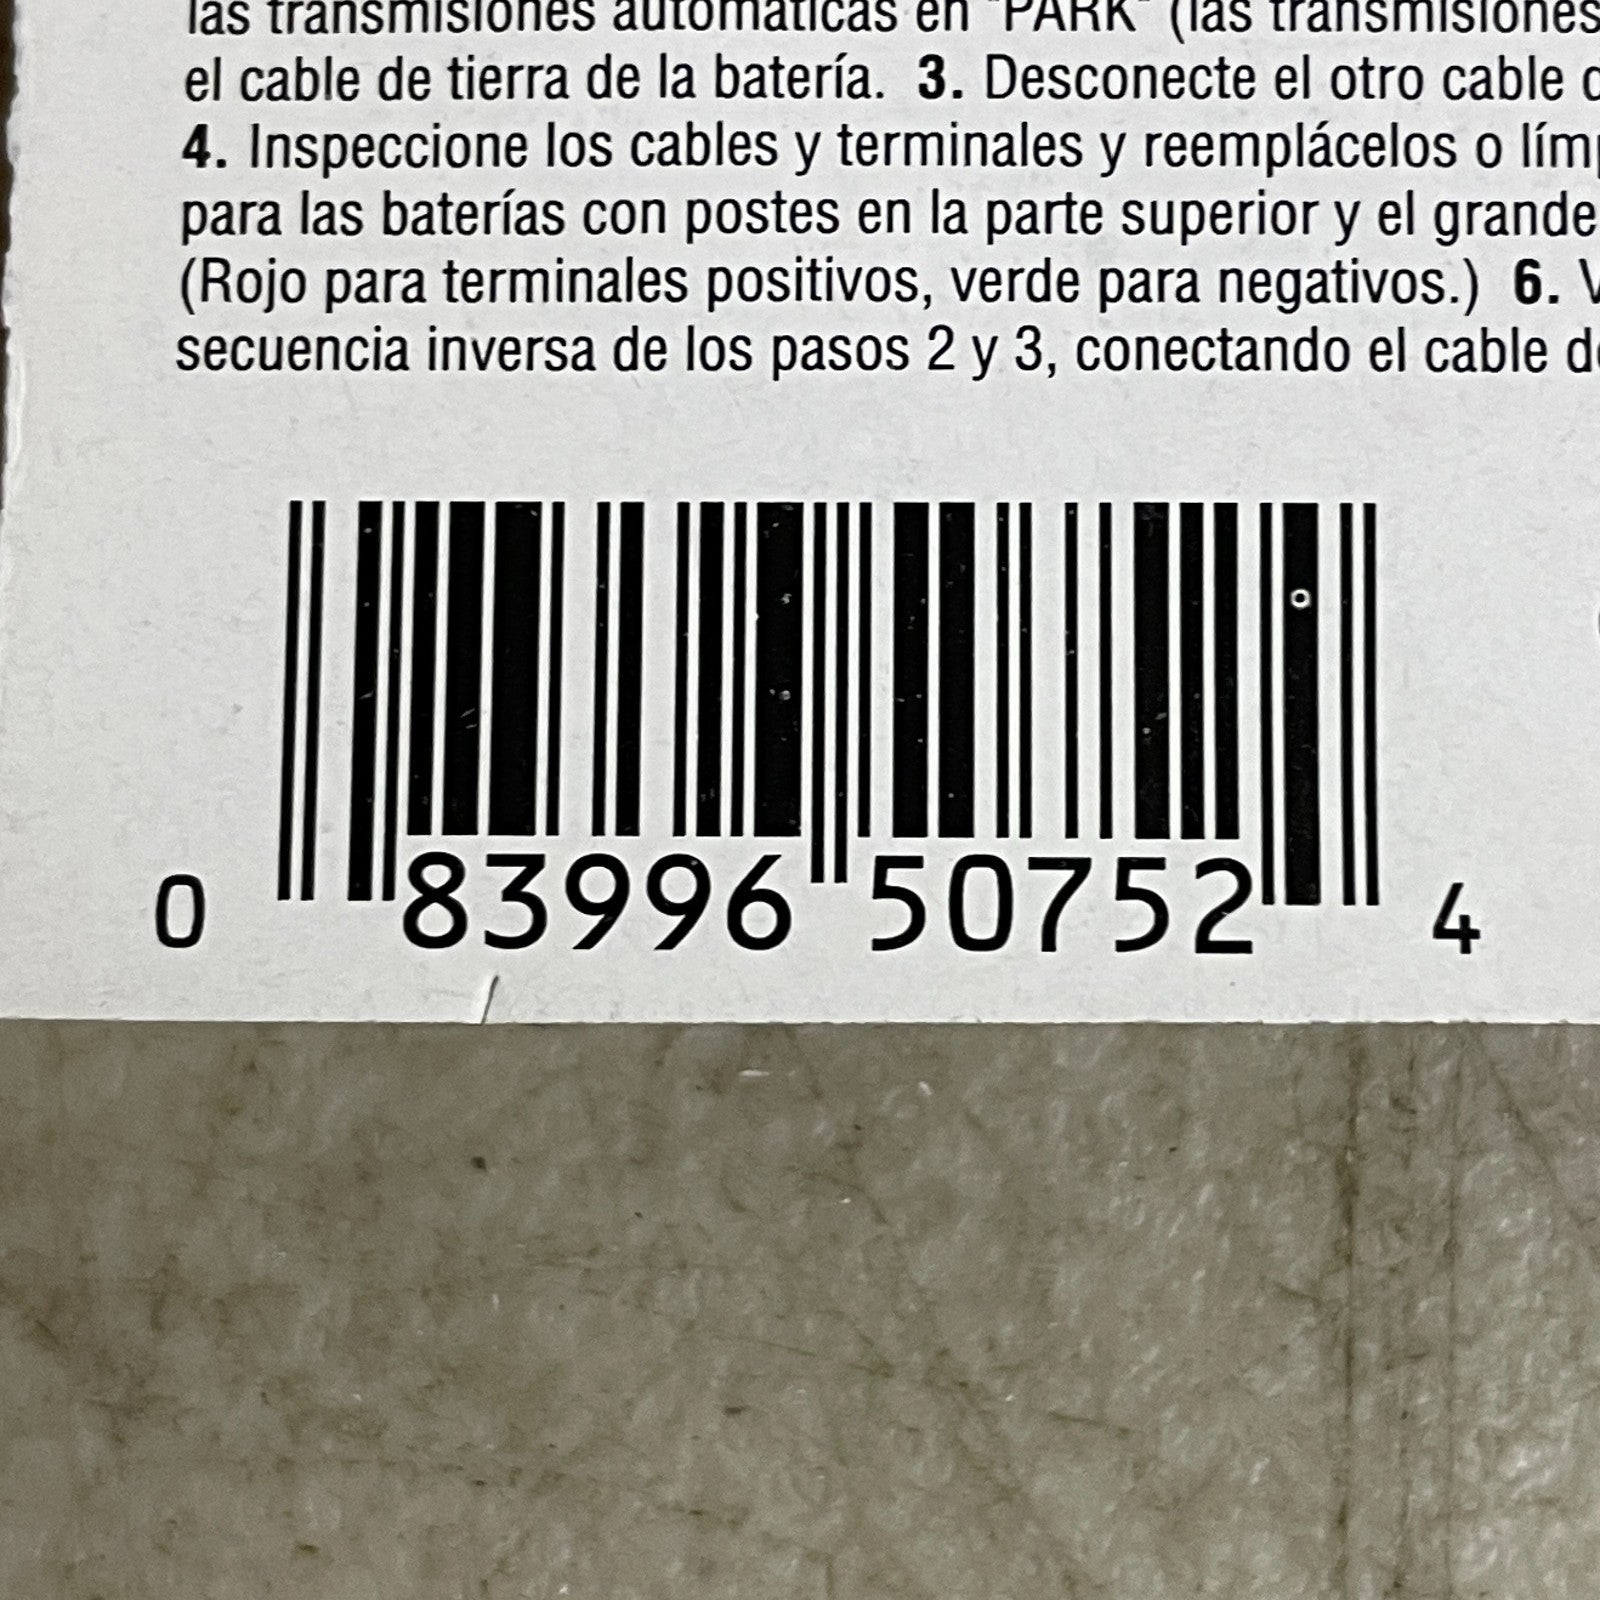 las transmisiones automáticas en "PARK" (las transmisiones
el cable de tierra de la batería. 3. Desconecte el otro cable
4. Inspeccione los cables y terminales y reemplácelos o
para las baterías con postes en la parte superior y el grande
(Rojo para terminales positivos, verde para negativos.) 6.
secuencia inversa de los pasos 2 y 3, conectando el cable
0 83996 50752 4